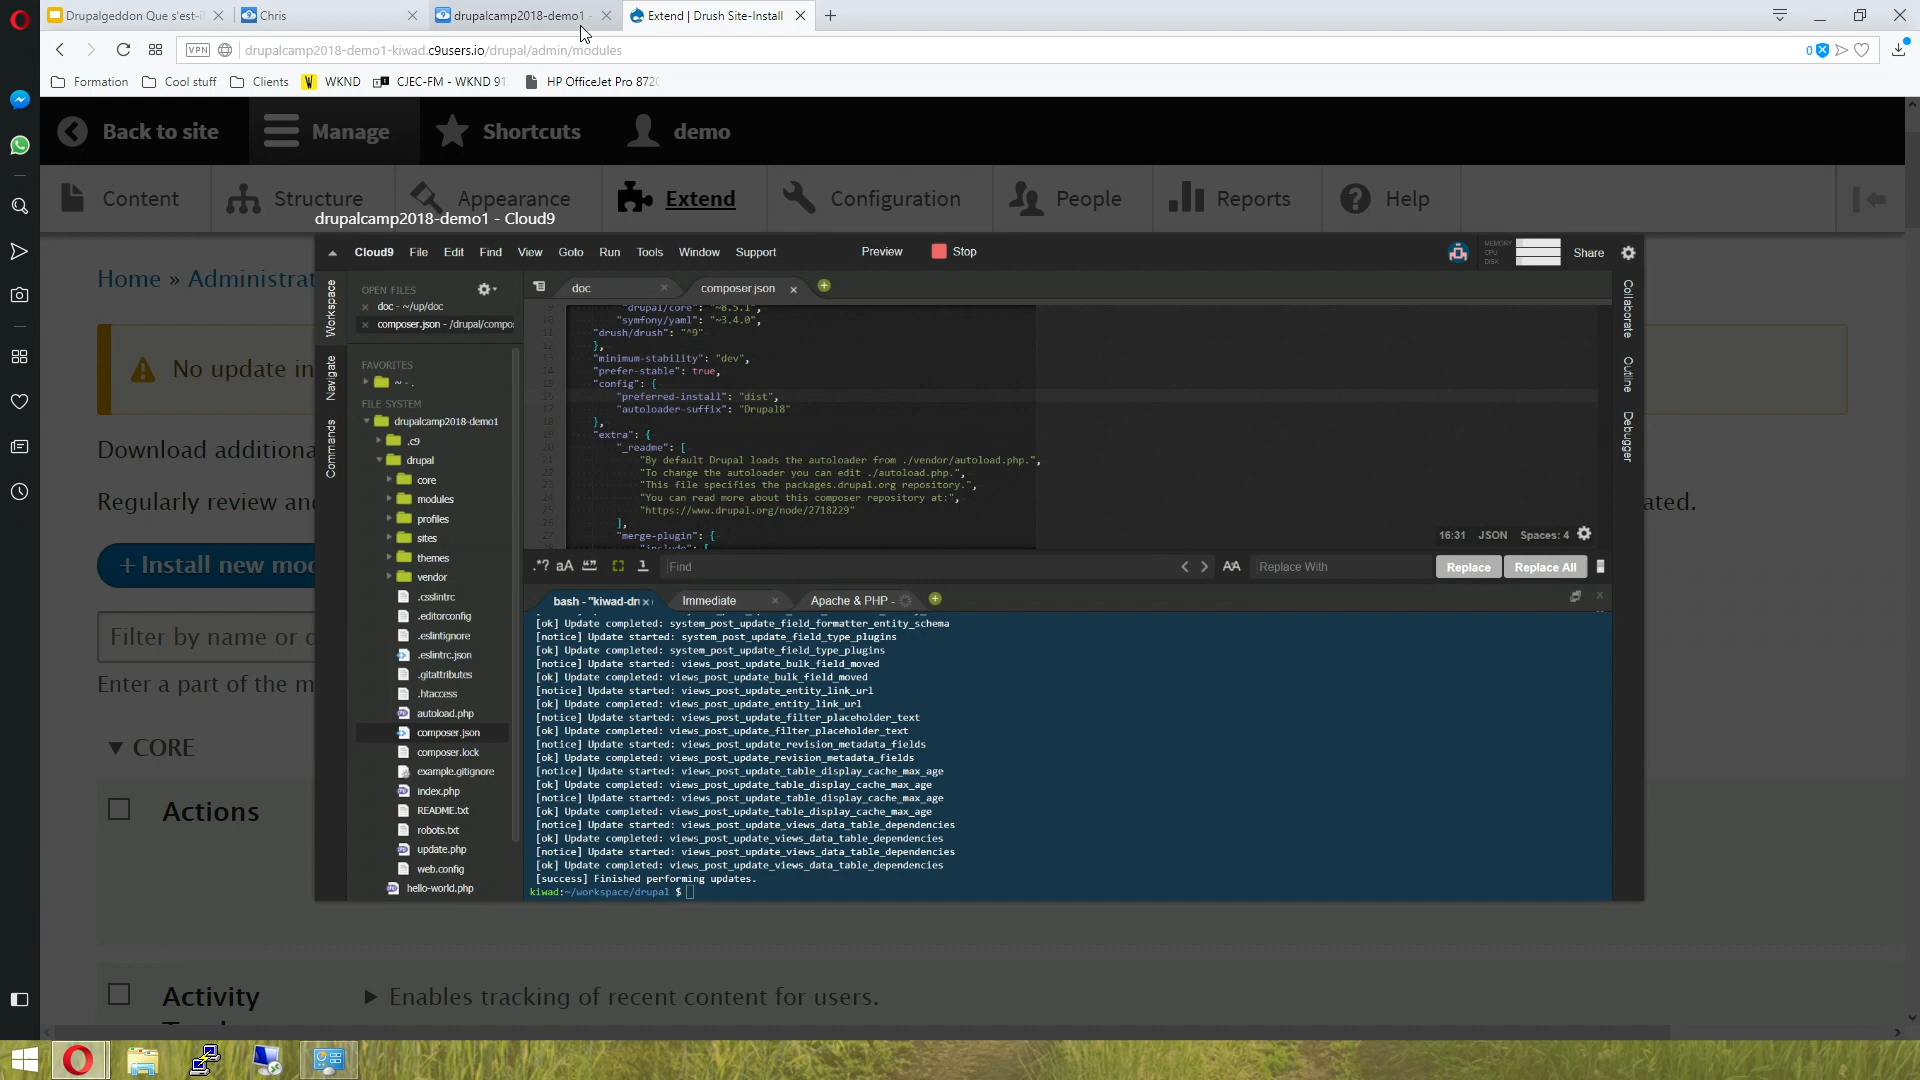 Drupalgeddon Que s'est-i
Chris
drupalcamp2018-demo1 -
Extend | Drush Site-Install
VPN
drupalcamp2018-demo1-kiwad.c9users.io/drupal/admin/modules
0
Formation
Cool stuff
Clients
WKND
CJEC-FM - WKND 91
HP OfficeJet Pro 8720
Back to site
Manage
Shortcuts
demo
Content
Structure
Appearance
Extend
Configuration
People
Reports
Help
drupalcamp2018-demo1 - Cloud9
Cloud9 File Edit Find View Goto Run Tools Window Support
Preview
Stop
MEMORY
CPU
DISK
Share
Home » Administrat
No update in
Download additiona
Regularly review an
ated.
+ Install new mod
Filter by name or d
Enter a part of the m
▼ CORE
Actions
Activity
▶ Enables tracking of recent content for users.
Workspace
Navigate
Commands
Collaborate
Outline
Debugger
OPEN FILES
doc - ~/up/doc
composer.json - /drupal/compo
FAVORITES
~ - .
FILE SYSTEM
drupalcamp2018-demo1
.c9
drupal
core
modules
profiles
sites
themes
vendor
.csslintrc
.editorconfig
.eslintignore
.eslintrc.json
.gitattributes
.htaccess
autoload.php
composer.json
composer.lock
example.gitignore
index.php
README.txt
robots.txt
update.php
web.config
hello-world.php
doc
composer.json
"drupal/core": "~8.5.1",
"symfony/yaml": "~3.4.0",
"drush/drush": "^9"
},
"minimum-stability": "dev",
"prefer-stable": true,
"config": {
"preferred-install": "dist",
"autoloader-suffix": "Drupal8"
},
"extra": {
"_readme": [
"By default Drupal loads the autoloader from ./vendor/autoload.php.",
"To change the autoloader you can edit ./autoload.php.",
"This file specifies the packages.drupal.org repository.",
"You can read more about this composer repository at:",
"https://www.drupal.org/node/2718229"
],
"merge-plugin": {
"include": [
16:31 JSON Spaces: 4
.*? aA
Find
AA
Replace With
Replace
Replace All
bash - "kiwad-dr
Immediate
Apache & PHP -
[ok] Update completed: system_post_update_field_formatter_entity_schema
[notice] Update started: system_post_update_field_type_plugins
[ok] Update completed: system_post_update_field_type_plugins
[notice] Update started: views_post_update_bulk_field_moved
[ok] Update completed: views_post_update_bulk_field_moved
[notice] Update started: views_post_update_entity_link_url
[ok] Update completed: views_post_update_entity_link_url
[notice] Update started: views_post_update_filter_placeholder_text
[ok] Update completed: views_post_update_filter_placeholder_text
[notice] Update started: views_post_update_revision_metadata_fields
[ok] Update completed: views_post_update_revision_metadata_fields
[notice] Update started: views_post_update_table_display_cache_max_age
[ok] Update completed: views_post_update_table_display_cache_max_age
[notice] Update started: views_post_update_table_display_cache_max_age
[ok] Update completed: views_post_update_table_display_cache_max_age
[notice] Update started: views_post_update_views_data_table_dependencies
[ok] Update completed: views_post_update_views_data_table_dependencies
[notice] Update started: views_post_update_views_data_table_dependencies
[ok] Update completed: views_post_update_views_data_table_dependencies
[success] Finished performing updates.
kiwad:~/workspace/drupal $